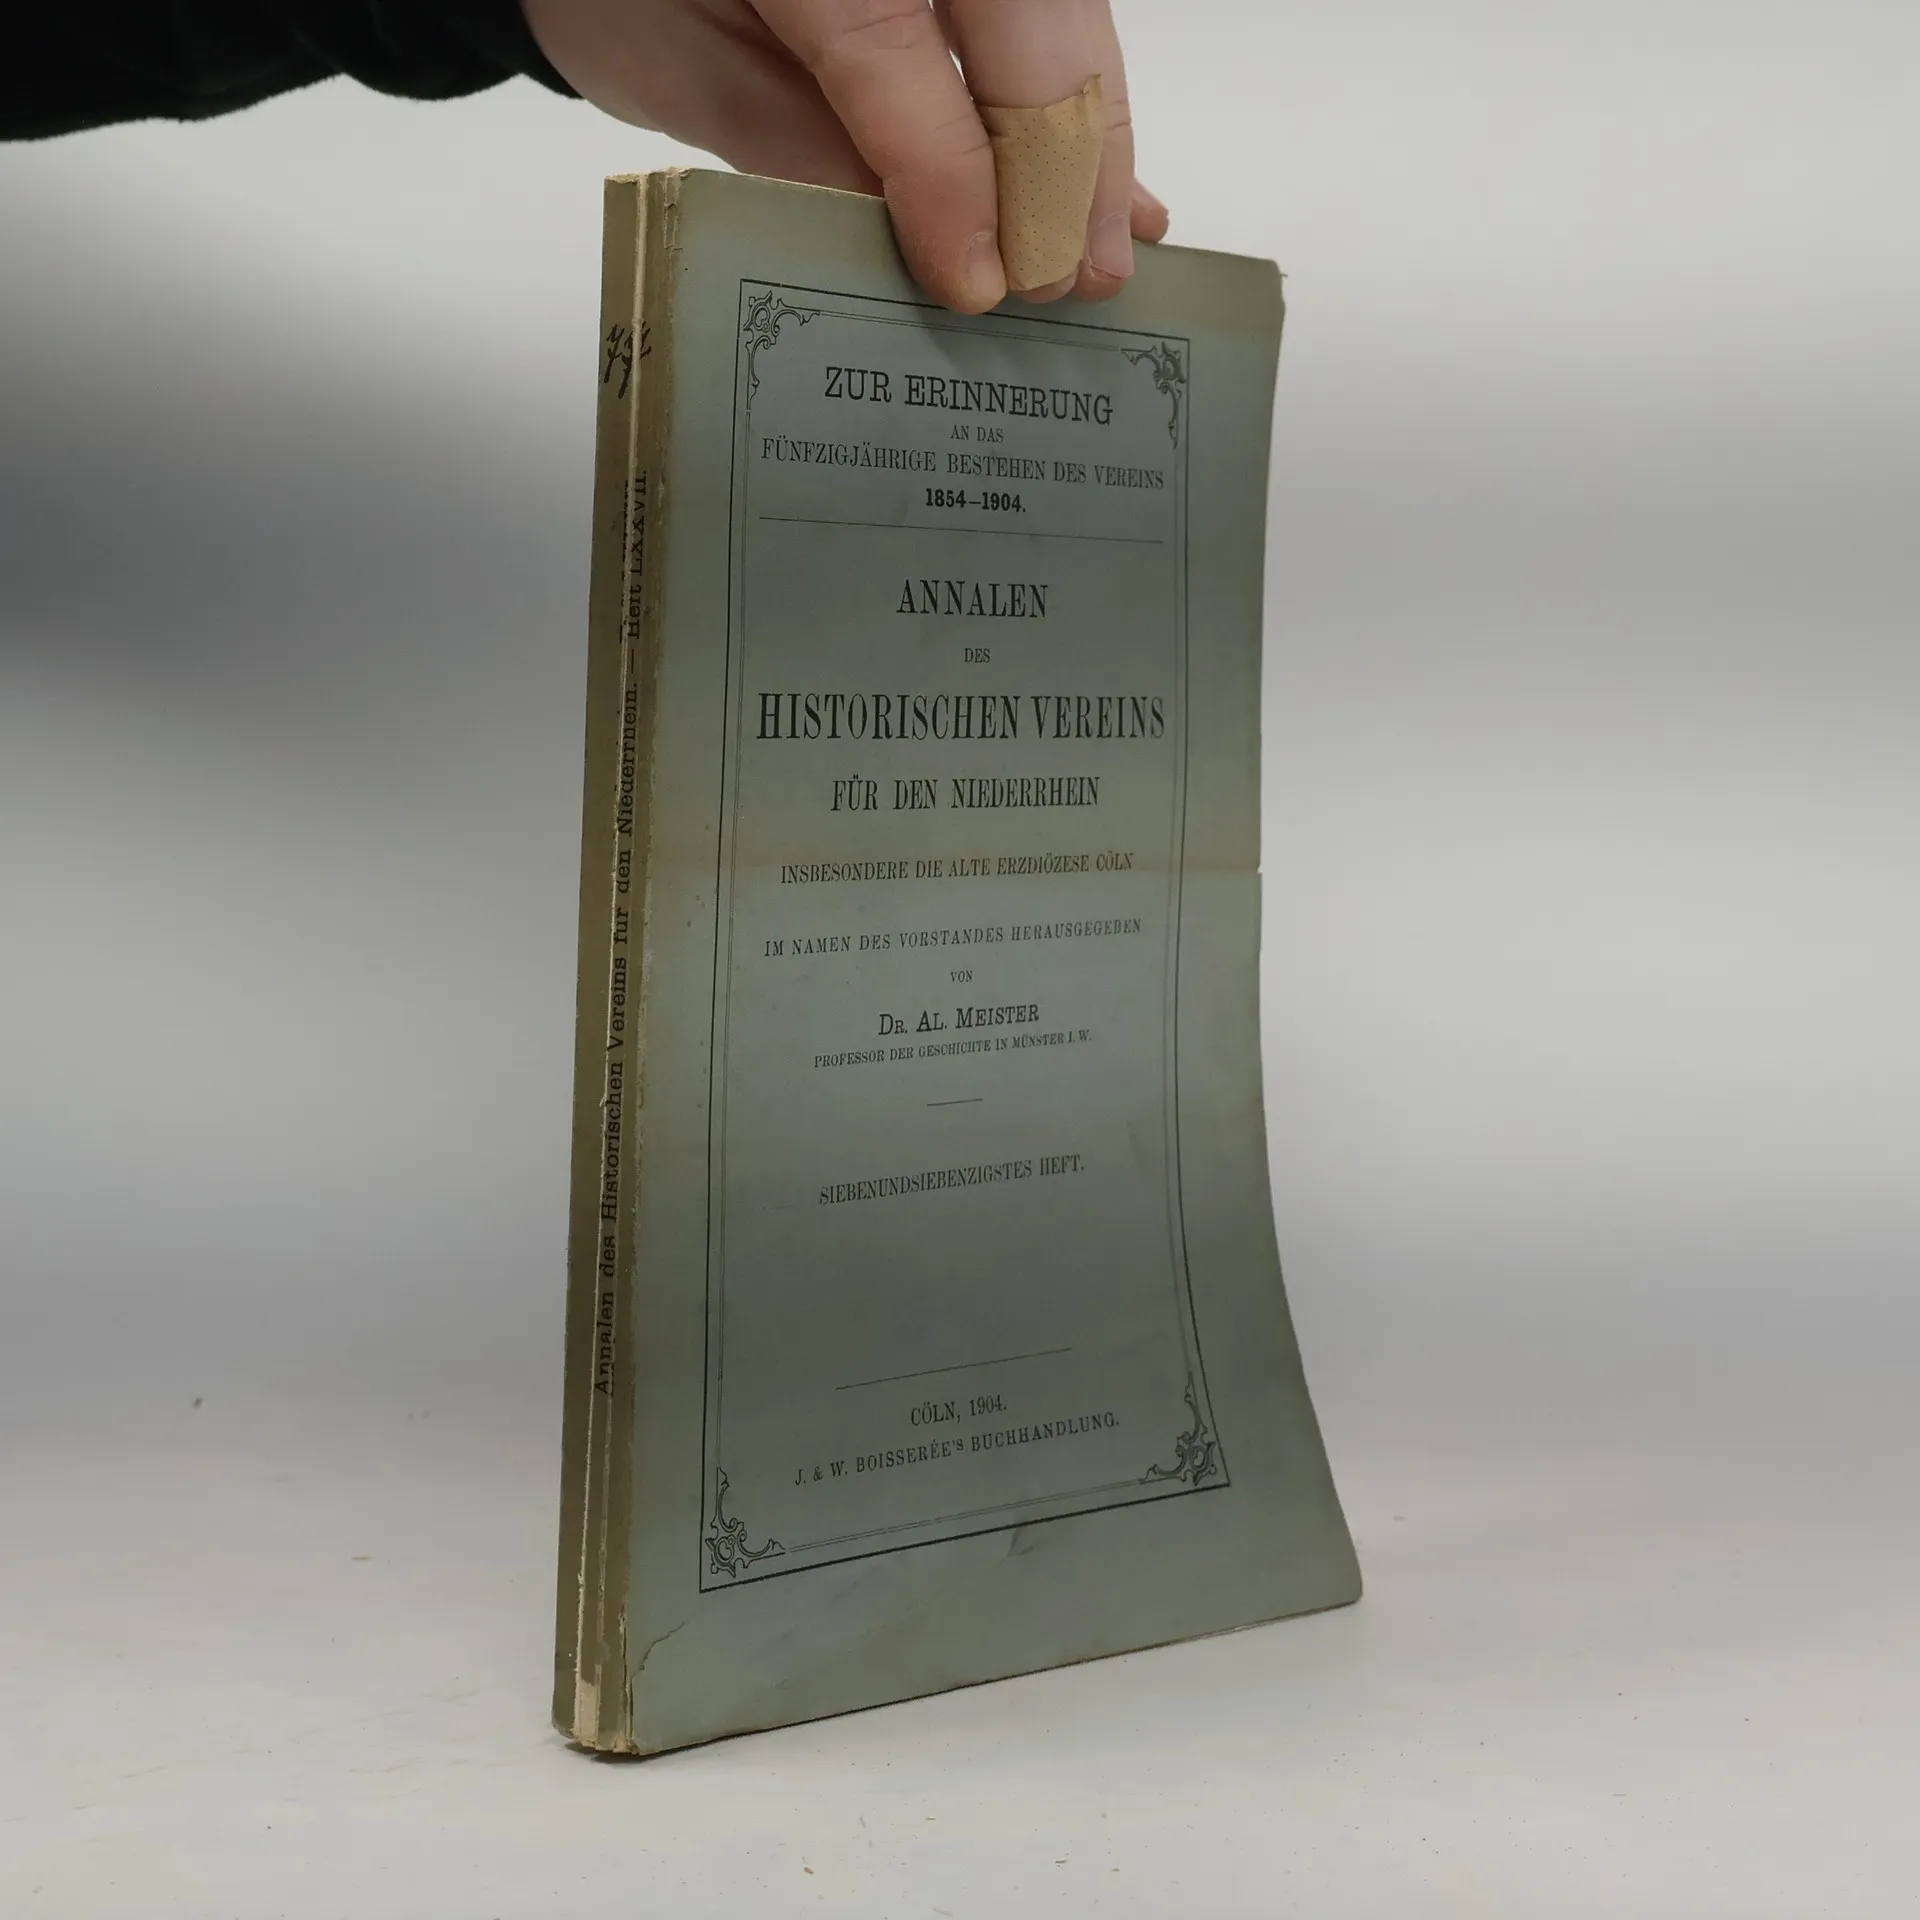 ZUR ERINNERUNG
AN DAS
FÜNFZIGJÄHRIGE BESTEHEN DES VEREINS
1854–1904.
ANNALEN
DES
HISTORISCHEN VEREINS
FÜR DEN NIEDERRHEIN
INSBESONDERE DIE ALTE ERZDIÖZESE CÖLN
IM NAMEN DES VORSTANDES HERAUSGEGEBEN
VON
DR. AL. MEISTER
PROFESSOR DER GESCHICHTE IN MÜNSTER I. W.
SIEBENUNDSIEBENZIGSTES HEFT.
CÖLN, 1904.
J. & W. BOISSERÉE'S BUCHHANDLUNG.
Annalen des Historischen Vereins für den Niederrhein. — Heft LXXVII.
77